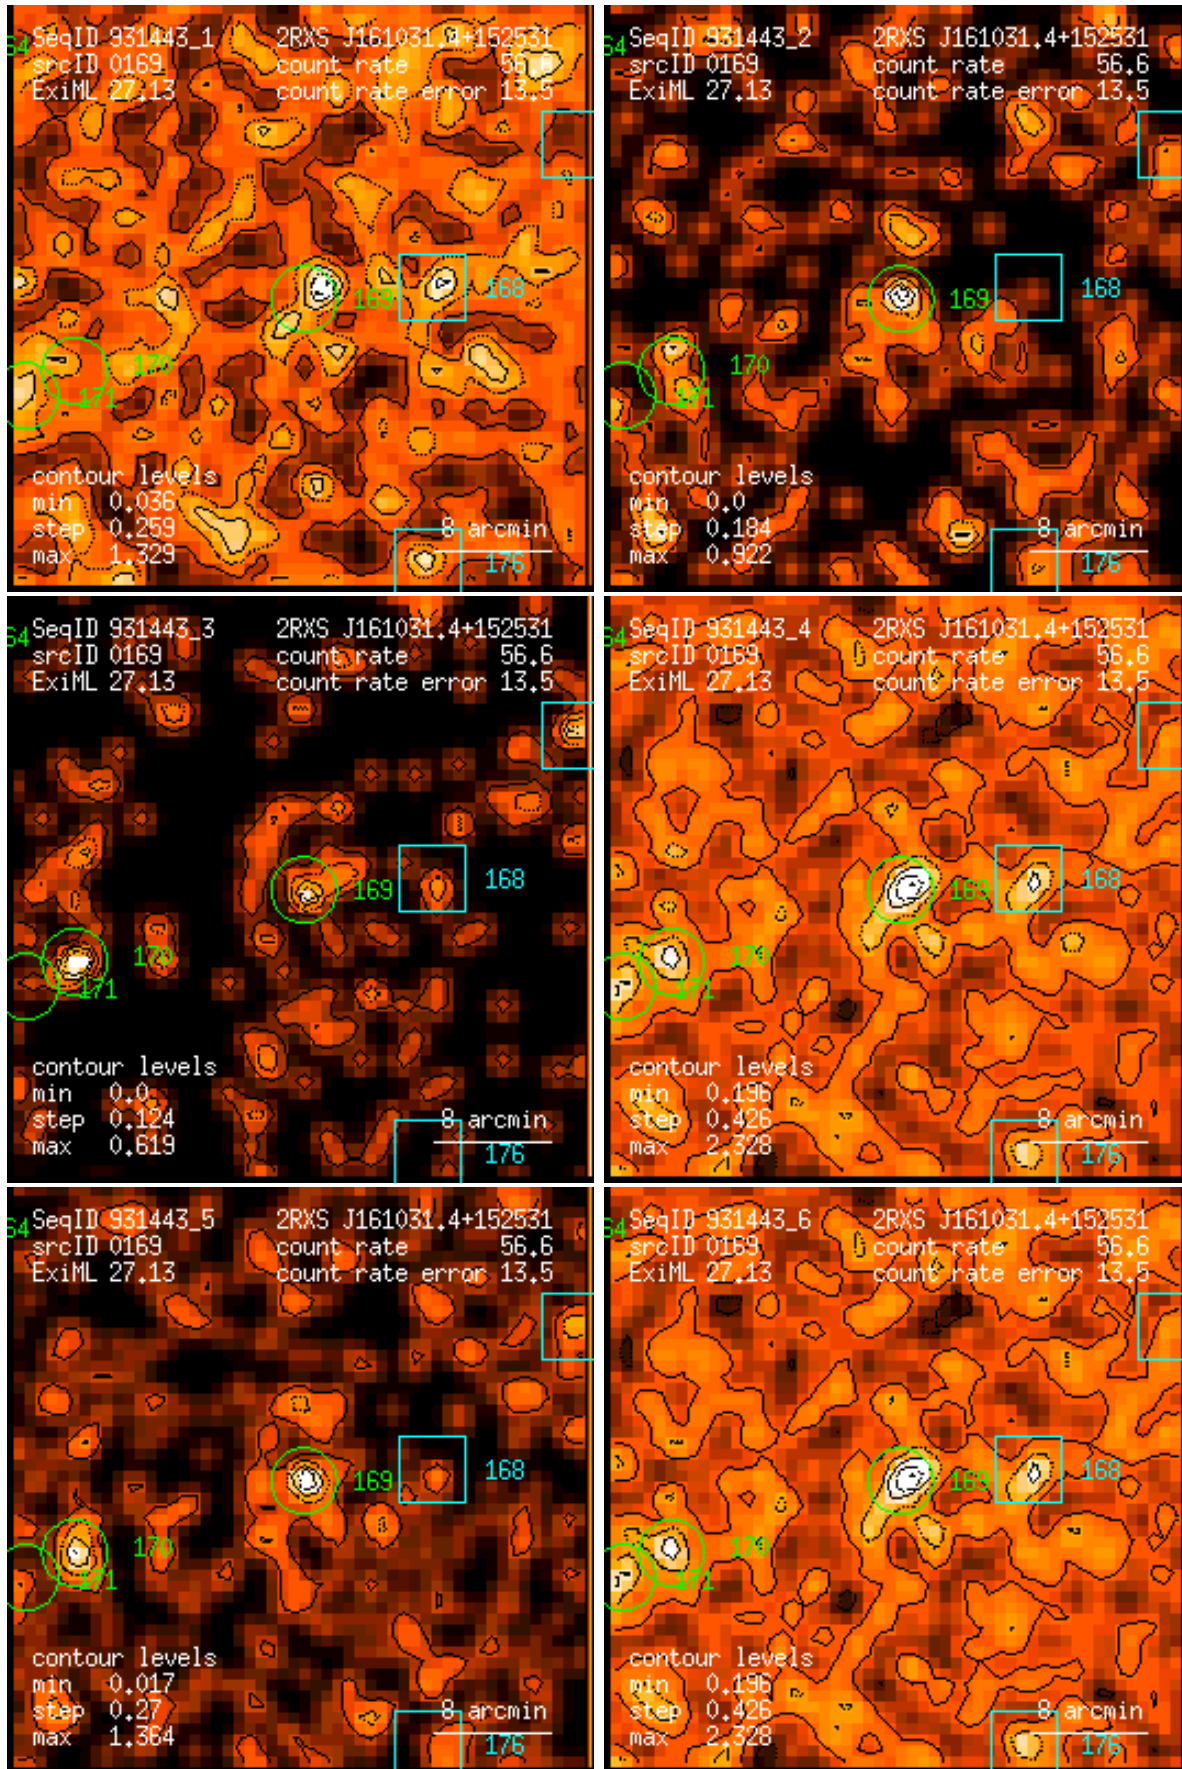 SeqID 931443_1 2RXS J161031.4+152531
64 srcID 0169 count rate 56.6
ExiML 27.13 count rate error 13.5
169 168
170
171
contour levels
min 0.036
step 0.259 8 arcmin
max 1.329 176
SeqID 931443_2 2RXS J161031.4+152531
64 srcID 0169 count rate 56.6
ExiML 27.13 count rate error 13.5
169 168
170
171
contour levels
min 0.0
step 0.184 8 arcmin
max 0.922 176
SeqID 931443_3 2RXS J161031.4+152531
64 srcID 0169 count rate 56.6
ExiML 27.13 count rate error 13.5
169 168
170
171
contour levels
min 0.0
step 0.124 8 arcmin
max 0.619 176
SeqID 931443_4 2RXS J161031.4+152531
64 srcID 0169 count rate 56.6
ExiML 27.13 count rate error 13.5
169 168
170
171
contour levels
min 0.196
step 0.426 8 arcmin
max 2.328 176
SeqID 931443_5 2RXS J161031.4+152531
64 srcID 0169 count rate 56.6
ExiML 27.13 count rate error 13.5
169 168
170
171
contour levels
min 0.017
step 0.27 8 arcmin
max 1.364 176
SeqID 931443_6 2RXS J161031.4+152531
64 srcID 0169 count rate 56.6
ExiML 27.13 count rate error 13.5
169 168
170
171
contour levels
min 0.196
step 0.426 8 arcmin
max 2.328 176